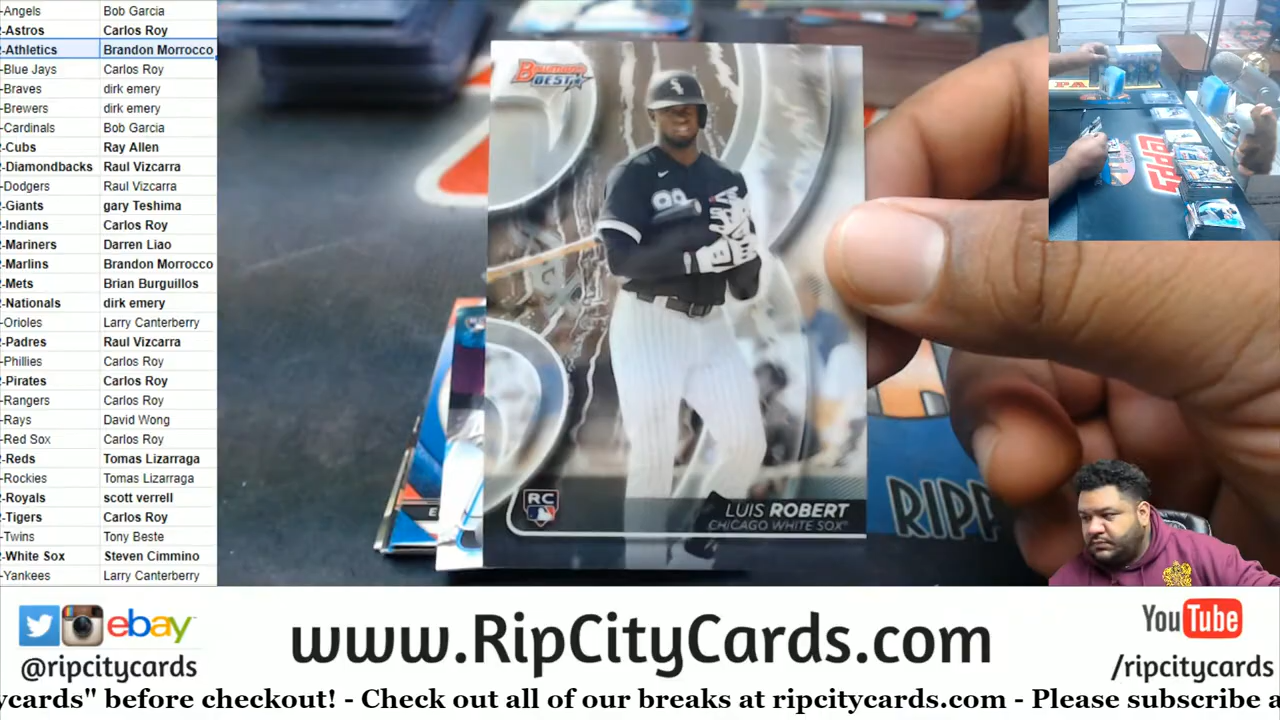 -Angels Bob Garcia
-Astros Carlos Roy
-Athletics Brandon Morrocco
-Blue Jays Carlos Roy
-Braves dirk emery
-Brewers dirk emery
-Cardinals Bob Garcia
-Cubs Ray Allen
-Diamondbacks Raul Vizcarra
-Dodgers Raul Vizcarra
-Giants gary Teshima
-Indians Carlos Roy
-Mariners Darren Liao
-Marlins Brandon Morrocco
-Mets Brian Burguillos
-Nationals dirk emery
-Orioles Larry Canterberry
-Padres Raul Vizcarra
-Phillies Carlos Roy
-Pirates Carlos Roy
-Rangers Carlos Roy
-Rays David Wong
-Red Sox Carlos Roy
-Reds Tomas Lizarraga
-Rockies Tomas Lizarraga
-Royals scott verrell
-Tigers Carlos Roy
-Twins Tony Beste
-White Sox Steven Cimmino
-Yankees Larry Canterberry
Bowman's
BEST
RC
LUIS ROBERT
CHICAGO WHITE SOX
RIPP
TOPPS
ebay
@ripcitycards
www.RipCityCards.com
YouTube
/ripcitycards
ycards" before checkout! - Check out all of our breaks at ripcitycards.com - Please subscribe a